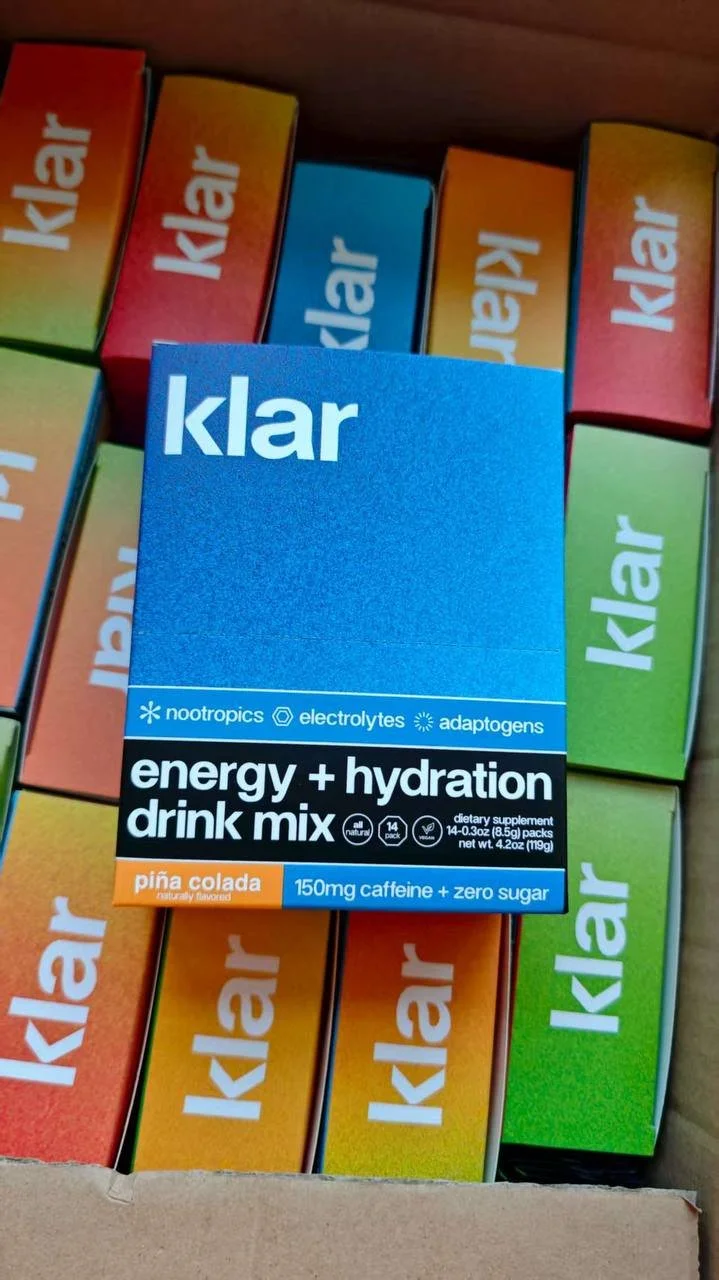 klar
klar
klar
klar
klar
klar
nootropics electrolytes adaptogens
klar
klar
energy + hydration
drink mix
all
natural
14
pack
VEGAN
dietary supplement
14-0.3oz (8.5g) packs
net wt. 4.2oz (119g)
piña colada
naturally flavored
150mg caffeine + zero sugar
klar
klar
klar
klar